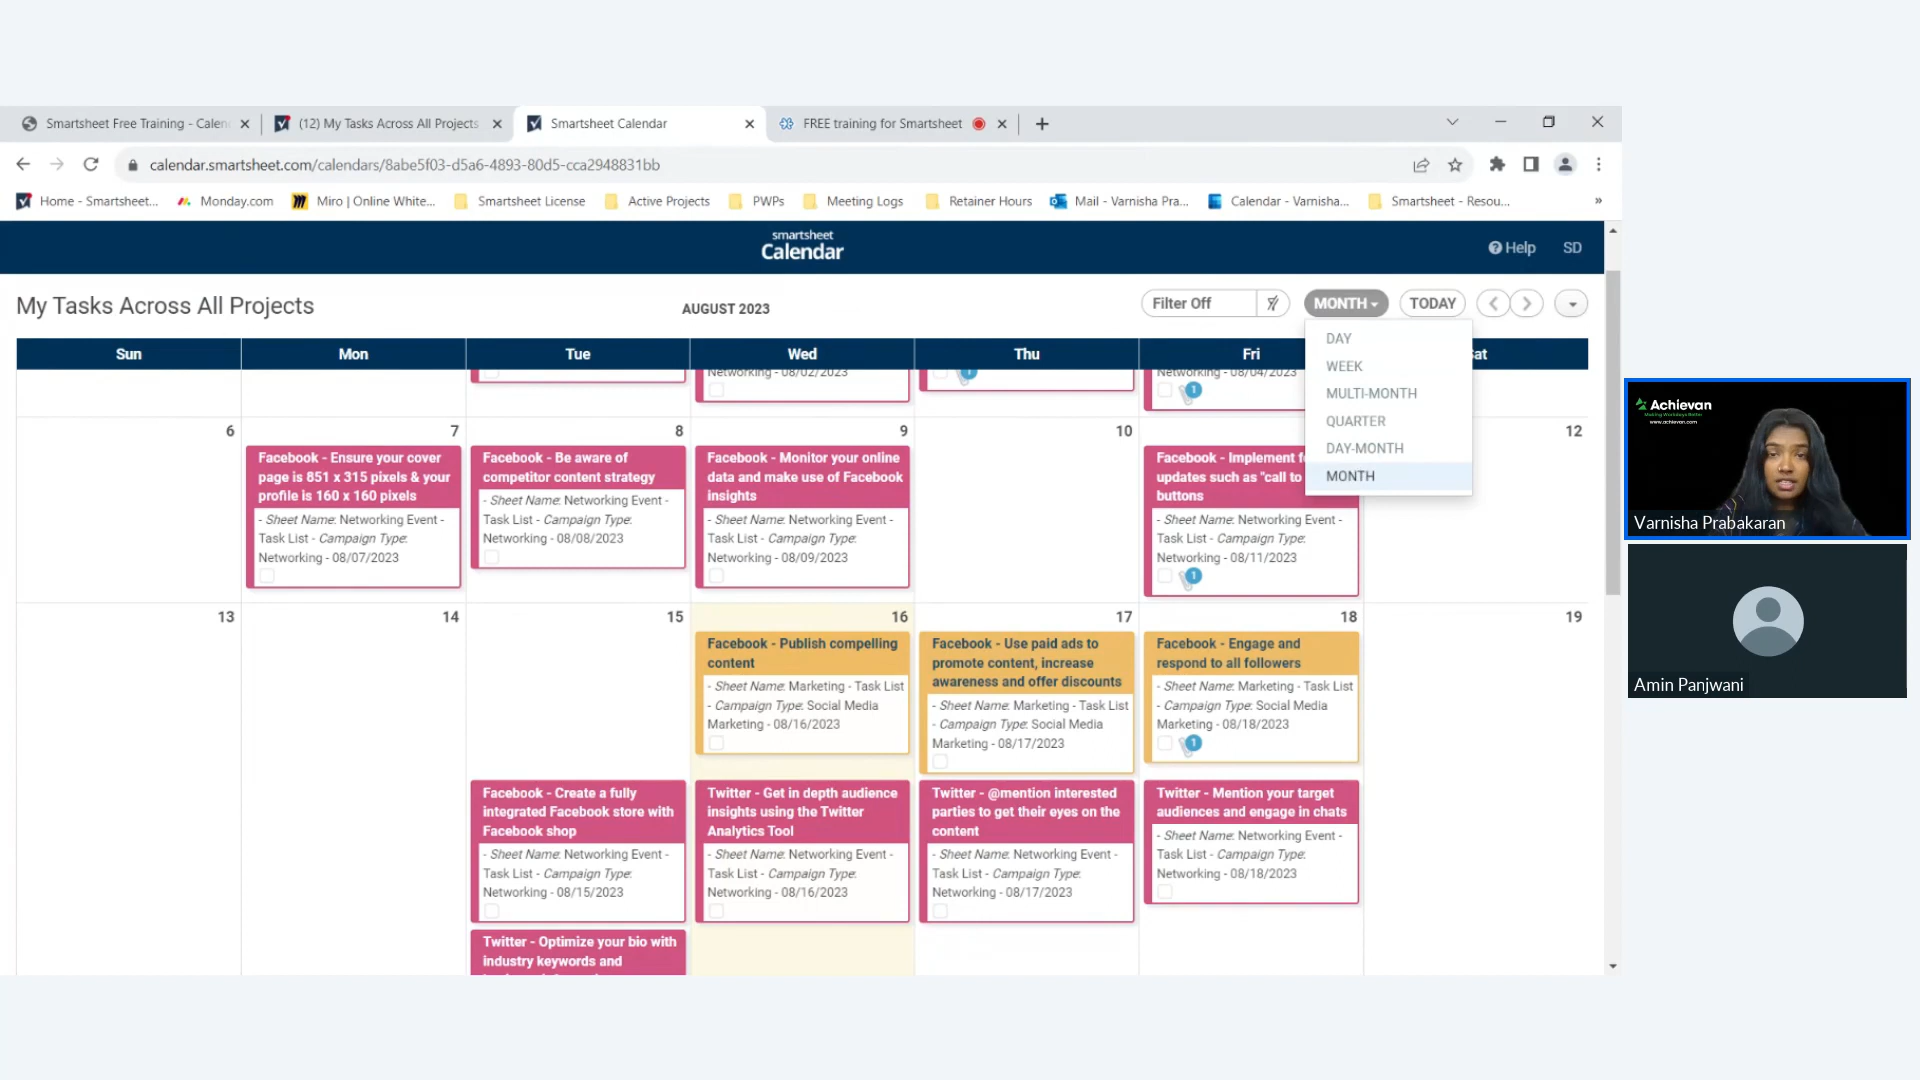 Smartsheet Free Training - Calen
(12) My Tasks Across All Projects
Smartsheet Calendar
FREE training for Smartsheet
calendar.smartsheet.com/calendars/8abe5f03-d5a6-4893-80d5-cca2948831bb
Home - Smartsheet...
Monday.com
Miro | Online White...
Smartsheet License
Active Projects
PWPs
Meeting Logs
Retainer Hours
Mail - Varnisha Pra...
Calendar - Varnisha...
Smartsheet - Resou...
»
smartsheet
Calendar
Help
SD
My Tasks Across All Projects
AUGUST 2023
Filter Off
MONTH
TODAY
DAY
WEEK
MULTI-MONTH
QUARTER
DAY-MONTH
MONTH
Sun
Mon
Tue
Wed
Thu
Fri
Sat
Networking - 08/02/2023
1
Networking - 08/04/2023
1
6
7
8
9
10
12
Facebook - Ensure your cover
page is 851 x 315 pixels & your
profile is 160 x 160 pixels
- Sheet Name: Networking Event -
Task List - Campaign Type:
Networking - 08/07/2023
Facebook - Be aware of
competitor content strategy
- Sheet Name: Networking Event -
Task List - Campaign Type:
Networking - 08/08/2023
Facebook - Monitor your online
data and make use of Facebook
insights
- Sheet Name: Networking Event -
Task List - Campaign Type:
Networking - 08/09/2023
Facebook - Implement
updates such as "call to
buttons
- Sheet Name: Networking Event -
Task List - Campaign Type:
Networking - 08/11/2023
1
13
14
15
16
17
18
19
Facebook - Publish compelling
content
- Sheet Name: Marketing - Task List
- Campaign Type: Social Media
Marketing - 08/16/2023
Facebook - Use paid ads to
promote content, increase
awareness and offer discounts
- Sheet Name: Marketing - Task List
- Campaign Type: Social Media
Marketing - 08/17/2023
Facebook - Engage and
respond to all followers
- Sheet Name: Marketing - Task List
- Campaign Type: Social Media
Marketing - 08/18/2023
1
Facebook - Create a fully
integrated Facebook store with
Facebook shop
- Sheet Name: Networking Event -
Task List - Campaign Type:
Networking - 08/15/2023
Twitter - Get in depth audience
insights using the Twitter
Analytics Tool
- Sheet Name: Networking Event -
Task List - Campaign Type:
Networking - 08/16/2023
Twitter - @mention interested
parties to get their eyes on the
content
- Sheet Name: Networking Event -
Task List - Campaign Type:
Networking - 08/17/2023
Twitter - Mention your target
audiences and engage in chats
- Sheet Name: Networking Event -
Task List - Campaign Type:
Networking - 08/18/2023
Twitter - Optimize your bio with
industry keywords and
Achievan
Making Workdays Better
www.achievan.com
Varnisha Prabakaran
Amin Panjwani